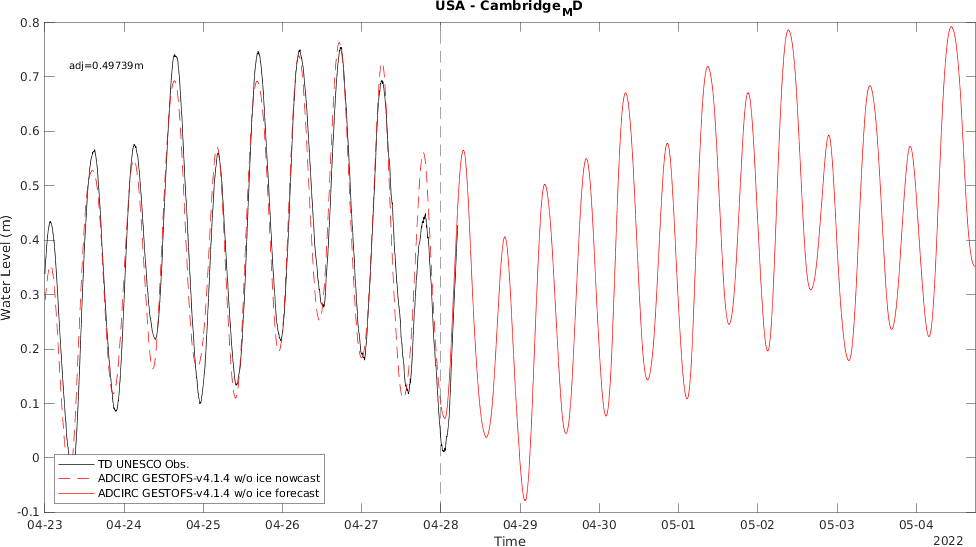 USA - Cambridge_MD
0.8
0.7
0.6
0.5
0.4
0.3
0.2
0.1
0
-0.1
Water Level (m)
adj=0.49739m
TD UNESCO Obs.
ADCIRC GESTOFS-v4.1.4 w/o ice nowcast
ADCIRC GESTOFS-v4.1.4 w/o ice forecast
04-23 04-24 04-25 04-26 04-27 04-28 04-29 04-30 05-01 05-02 05-03 05-04
Time
2022